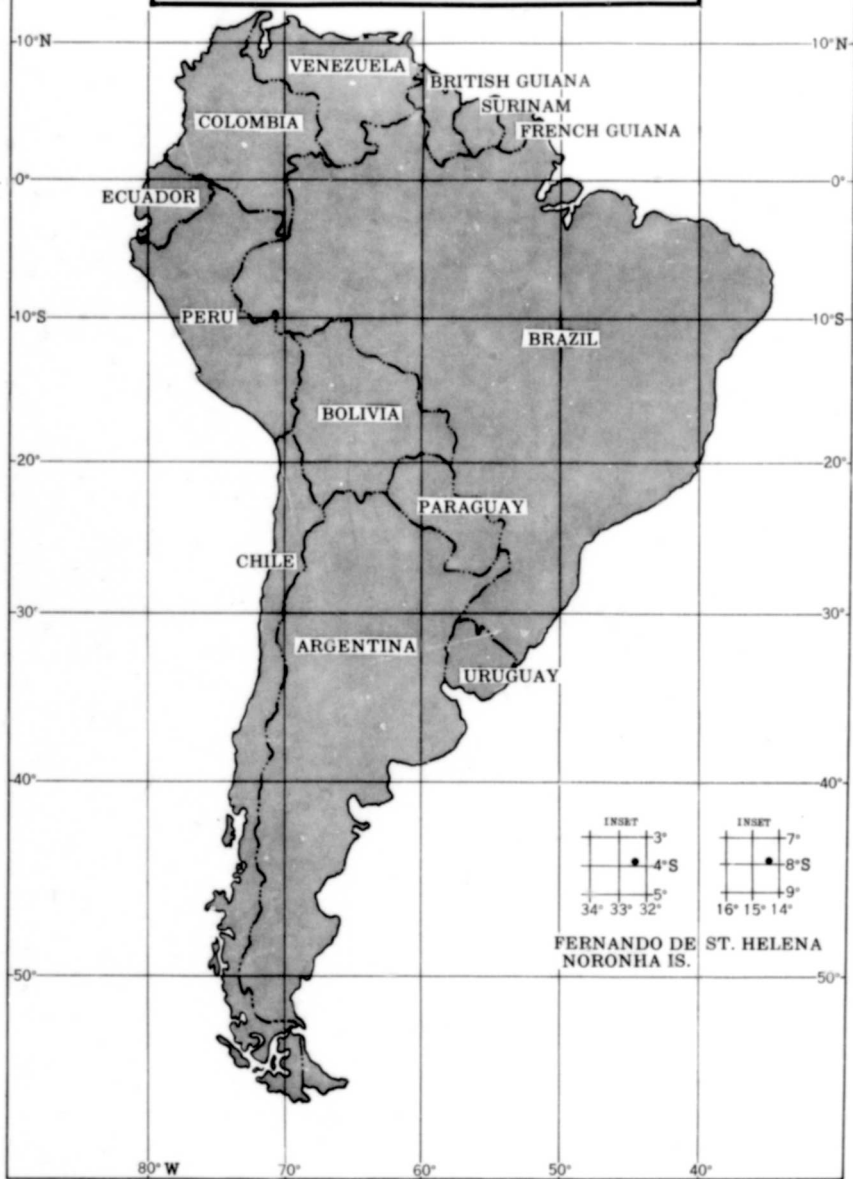 10°N
10°N
VENEZUELA
BRITISH GUIANA
SURINAM
COLOMBIA
FRENCH GUIANA
0°
0°
ECUADOR
10°S
PERU
10°S
BRAZIL
BOLIVIA
20°
20°
PARAGUAY
CHILE
30°
30°
ARGENTINA
URUGUAY
40°
40°
INSET
INSET
3°
7°
4°S
8°S
5°
9°
34° 33° 32°
16° 15° 14°
FERNANDO DE
NORONHA IS.
ST. HELENA
50°
50°
80° W
70°
60°
50°
40°